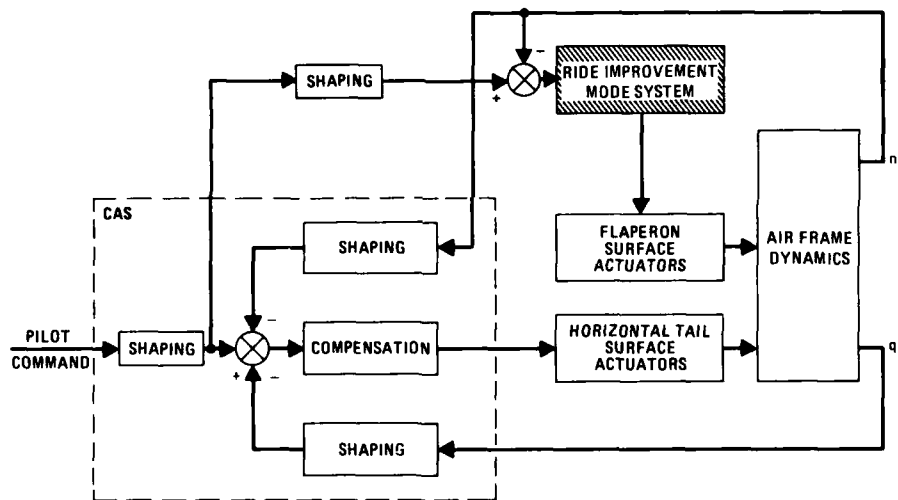 SHAPING
−
+
RIDE IMPROVEMENT
MODE SYSTEM
n
CAS
SHAPING
FLAPERON
SURFACE
ACTUATORS
AIR FRAME
DYNAMICS
PILOT
COMMAND
SHAPING
−
+
−
COMPENSATION
HORIZONTAL TAIL
SURFACE
ACTUATORS
q
SHAPING